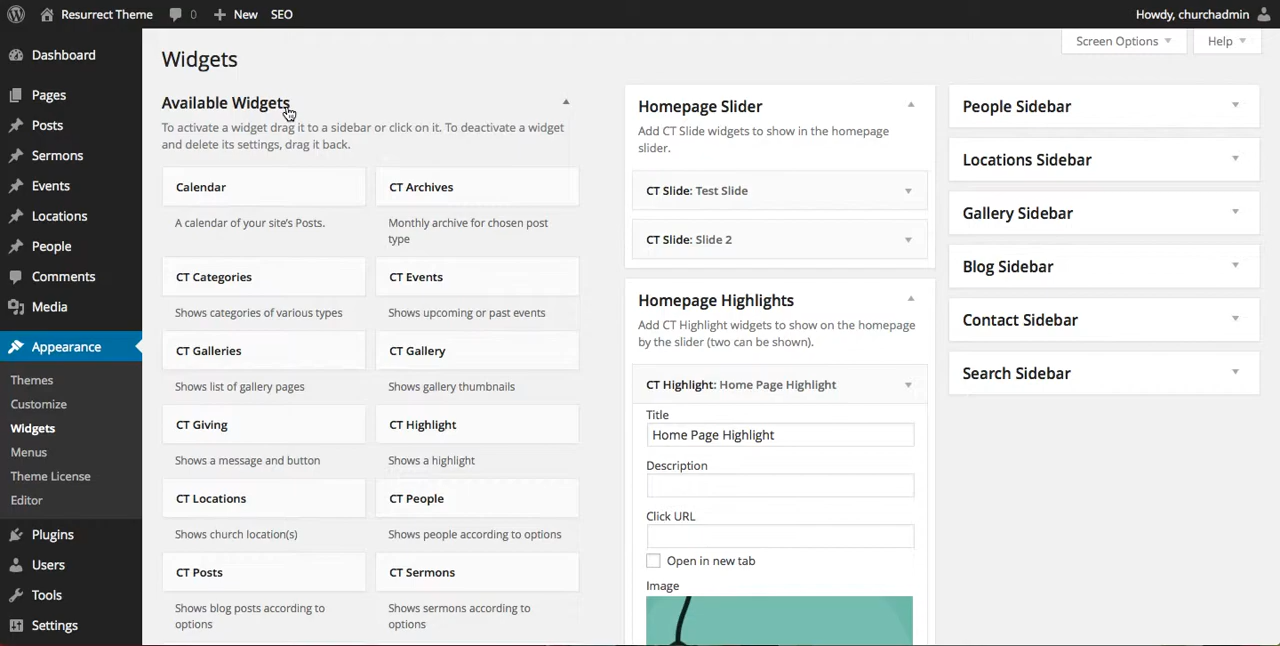 Resurrect Theme
0
New
SEO
Howdy, churchadmin
Dashboard
Pages
Posts
Sermons
Events
Locations
People
Comments
Media
Appearance
Themes
Customize
Widgets
Menus
Theme License
Editor
Plugins
Users
Tools
Settings
Screen Options
Help
Widgets
Available Widgets
To activate a widget drag it to a sidebar or click on it. To deactivate a widget
and delete its settings, drag it back.
Calendar
A calendar of your site's Posts.
CT Archives
Monthly archive for chosen post
type
CT Categories
Shows categories of various types
CT Events
Shows upcoming or past events
CT Galleries
Shows list of gallery pages
CT Gallery
Shows gallery thumbnails
CT Giving
Shows a message and button
CT Highlight
Shows a highlight
CT Locations
Shows church location(s)
CT People
Shows people according to options
CT Posts
Shows blog posts according to
options
CT Sermons
Shows sermons according to
options
Homepage Slider
Add CT Slide widgets to show in the homepage
slider.
CT Slide: Test Slide
CT Slide: Slide 2
Homepage Highlights
Add CT Highlight widgets to show on the homepage
by the slider (two can be shown).
CT Highlight: Home Page Highlight
Title
Home Page Highlight
Description
Click URL
Open in new tab
Image
People Sidebar
Locations Sidebar
Gallery Sidebar
Blog Sidebar
Contact Sidebar
Search Sidebar